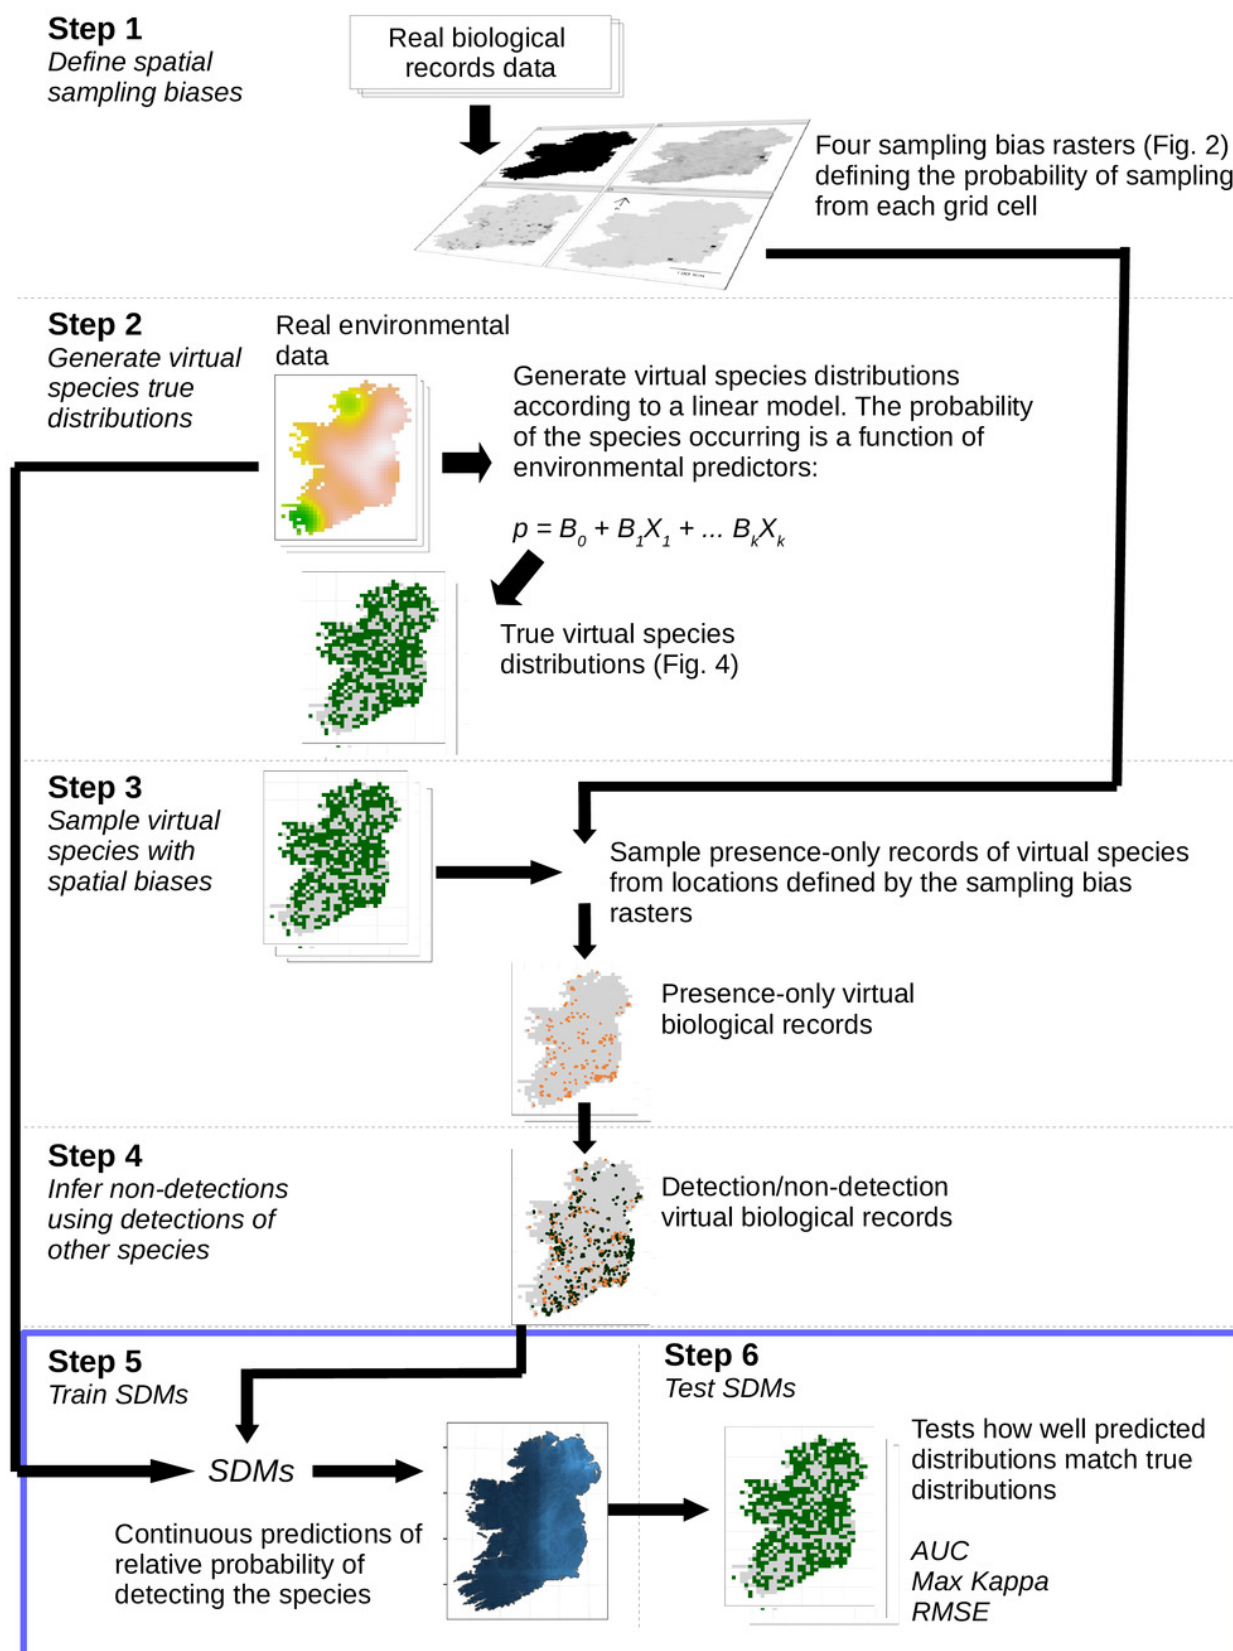 Step 1
Define spatial
sampling biases
Real biological
records data
Four sampling bias rasters (Fig. 2)
defining the probability of sampling
from each grid cell
Step 2
Generate virtual
species true
distributions
Real environmental
data
Generate virtual species distributions
according to a linear model. The probability
of the species occurring is a function of
environmental predictors:
p = B₀ + B₁X₁ + ... BₖXₖ
True virtual species
distributions (Fig. 4)
Step 3
Sample virtual
species with
spatial biases
Sample presence-only records of virtual species
from locations defined by the sampling bias
rasters
Presence-only virtual
biological records
Step 4
Infer non-detections
using detections of
other species
Detection/non-detection
virtual biological records
Step 5
Train SDMs
SDMs
Continuous predictions of
relative probability of
detecting the species
Step 6
Test SDMs
Tests how well predicted
distributions match true
distributions
AUC
Max Kappa
RMSE